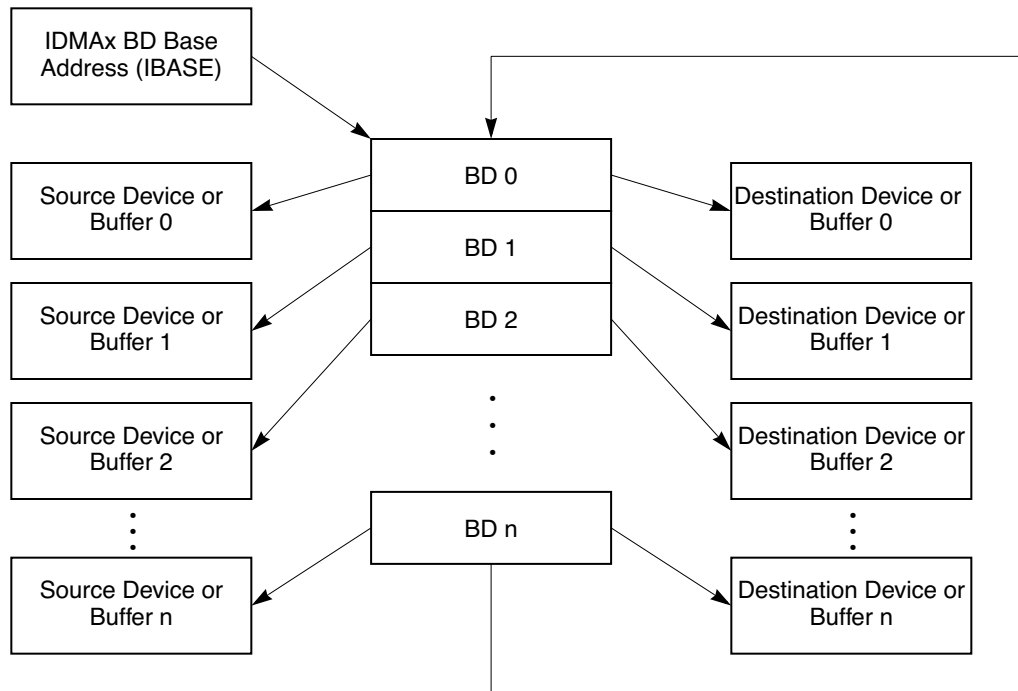 IDMAx BD Base
Address (IBASE)
BD 0
Source Device or
Buffer 0
Destination Device or
Buffer 0
BD 1
Source Device or
Buffer 1
Destination Device or
Buffer 1
BD 2
Source Device or
Buffer 2
Destination Device or
Buffer 2
BD n
Source Device or
Buffer n
Destination Device or
Buffer n